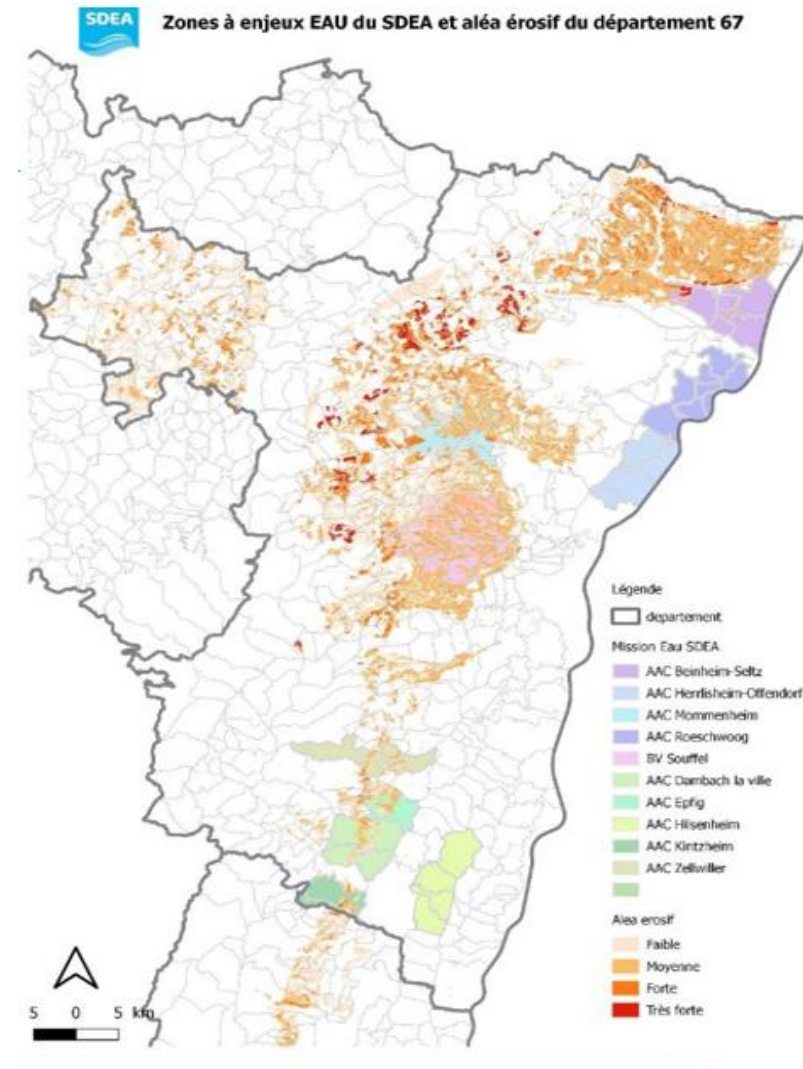 SDEA
Zones à enjeux EAU du SDEA et aléa érosif du département 67
Légende
departement
Mission Eau SDEA
AAC Beinheim-Seltz
AAC Herrlisheim-Offendorf
AAC Mommenheim
AAC Roeschwoog
BV Souffel
AAC Dambach la ville
AAC Epfig
AAC Hilsenheim
AAC Kintzheim
AAC Zellwiller
Alea erosif
Faible
Moyenne
Forte
Très forte
5 0 5 km